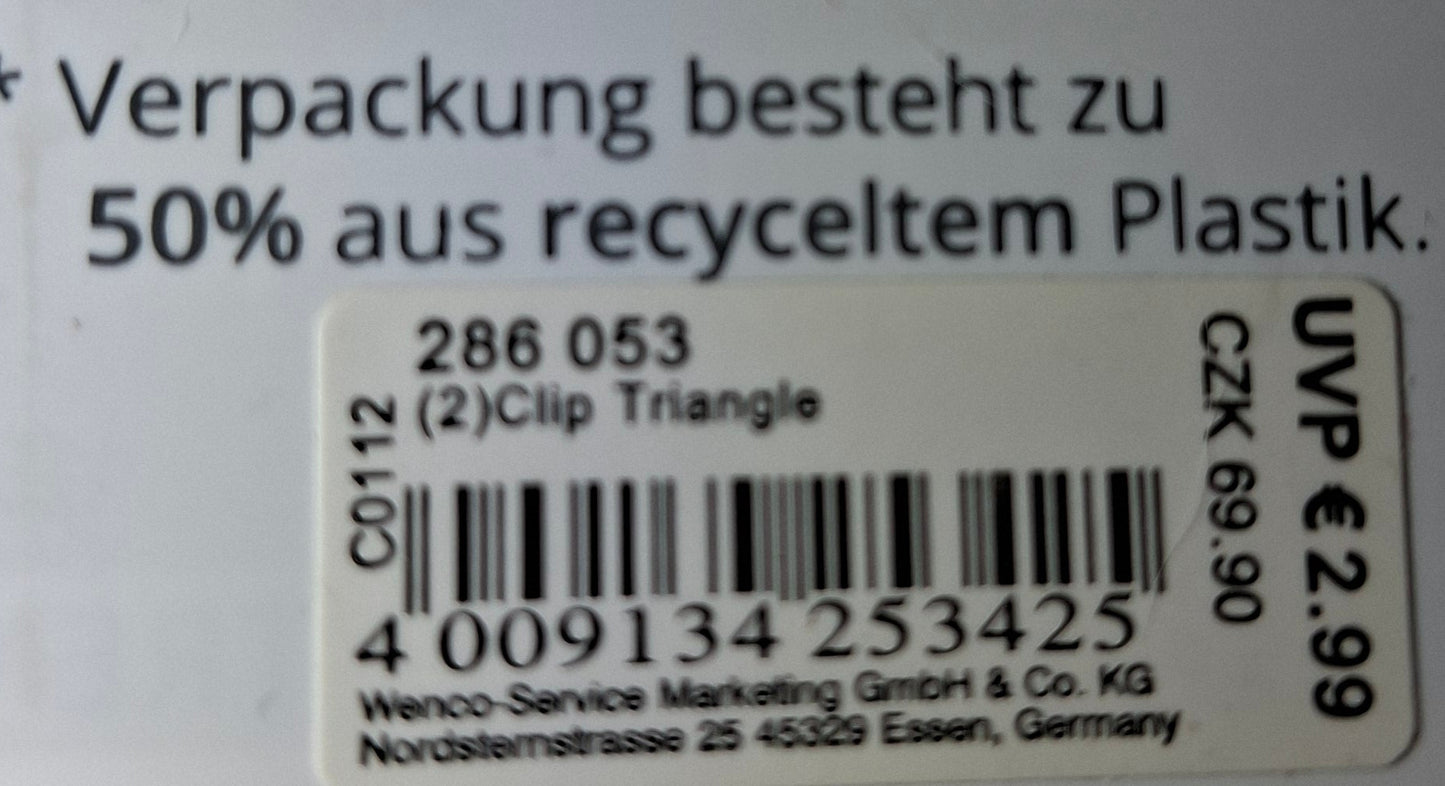 * Verpackung besteht zu
50% aus recyceltem Plastik.
286 053
(2)Clip Triangle
C0112
4 009134 253425
Wenco-Service Marketing GmbH & Co. KG
Nordsternstrasse 25 45329 Essen, Germany
CZK 69.90
UVP € 2.99